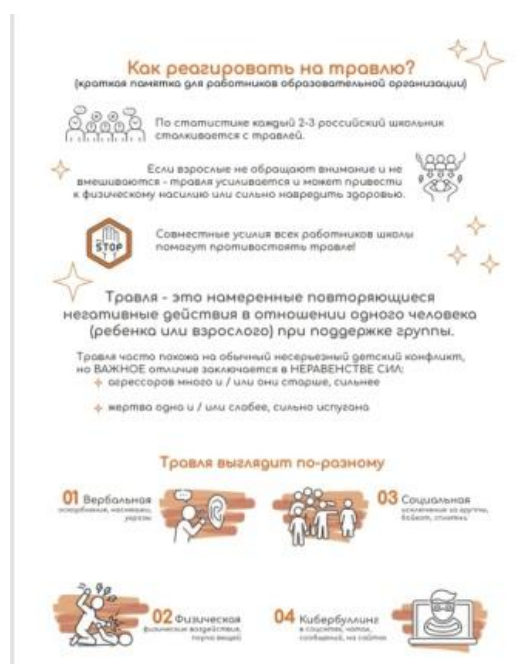 Как реагировать на травлю?
(краткая памятка для работников образовательной организации)
По статистике каждый 2-3 российский школьник
сталкивается с травлей.
Если взрослые не обращают внимание и не
вмешиваются - травля усиливается и может привести
к физическому насилию или сильно навредить здоровью.
STOP
Совместные усилия всех работников школы
помогут противостоять травле!
Травля - это намеренные повторяющиеся
негативные действия в отношении одного человека
(ребенка или взрослого) при поддержке группы.
Травля часто похожа на обычный несерьезный детский конфликт,
но ВАЖНОЕ отличие заключается в НЕРАВЕНСТВЕ СИЛ:
агрессоров много и / или они старше, сильнее
жертва одна и / или слабее, сильно испугана
Травля выглядит по-разному
01 Вербальная
оскорбления, насмешки,
угрозы
03 Социальная
исключение из группы,
бойкот, сплетни
02 Физическая
физические воздействия,
порча вещей
04 Кибербуллинг
в соцсетях, чатах,
сообщений, на сайтах